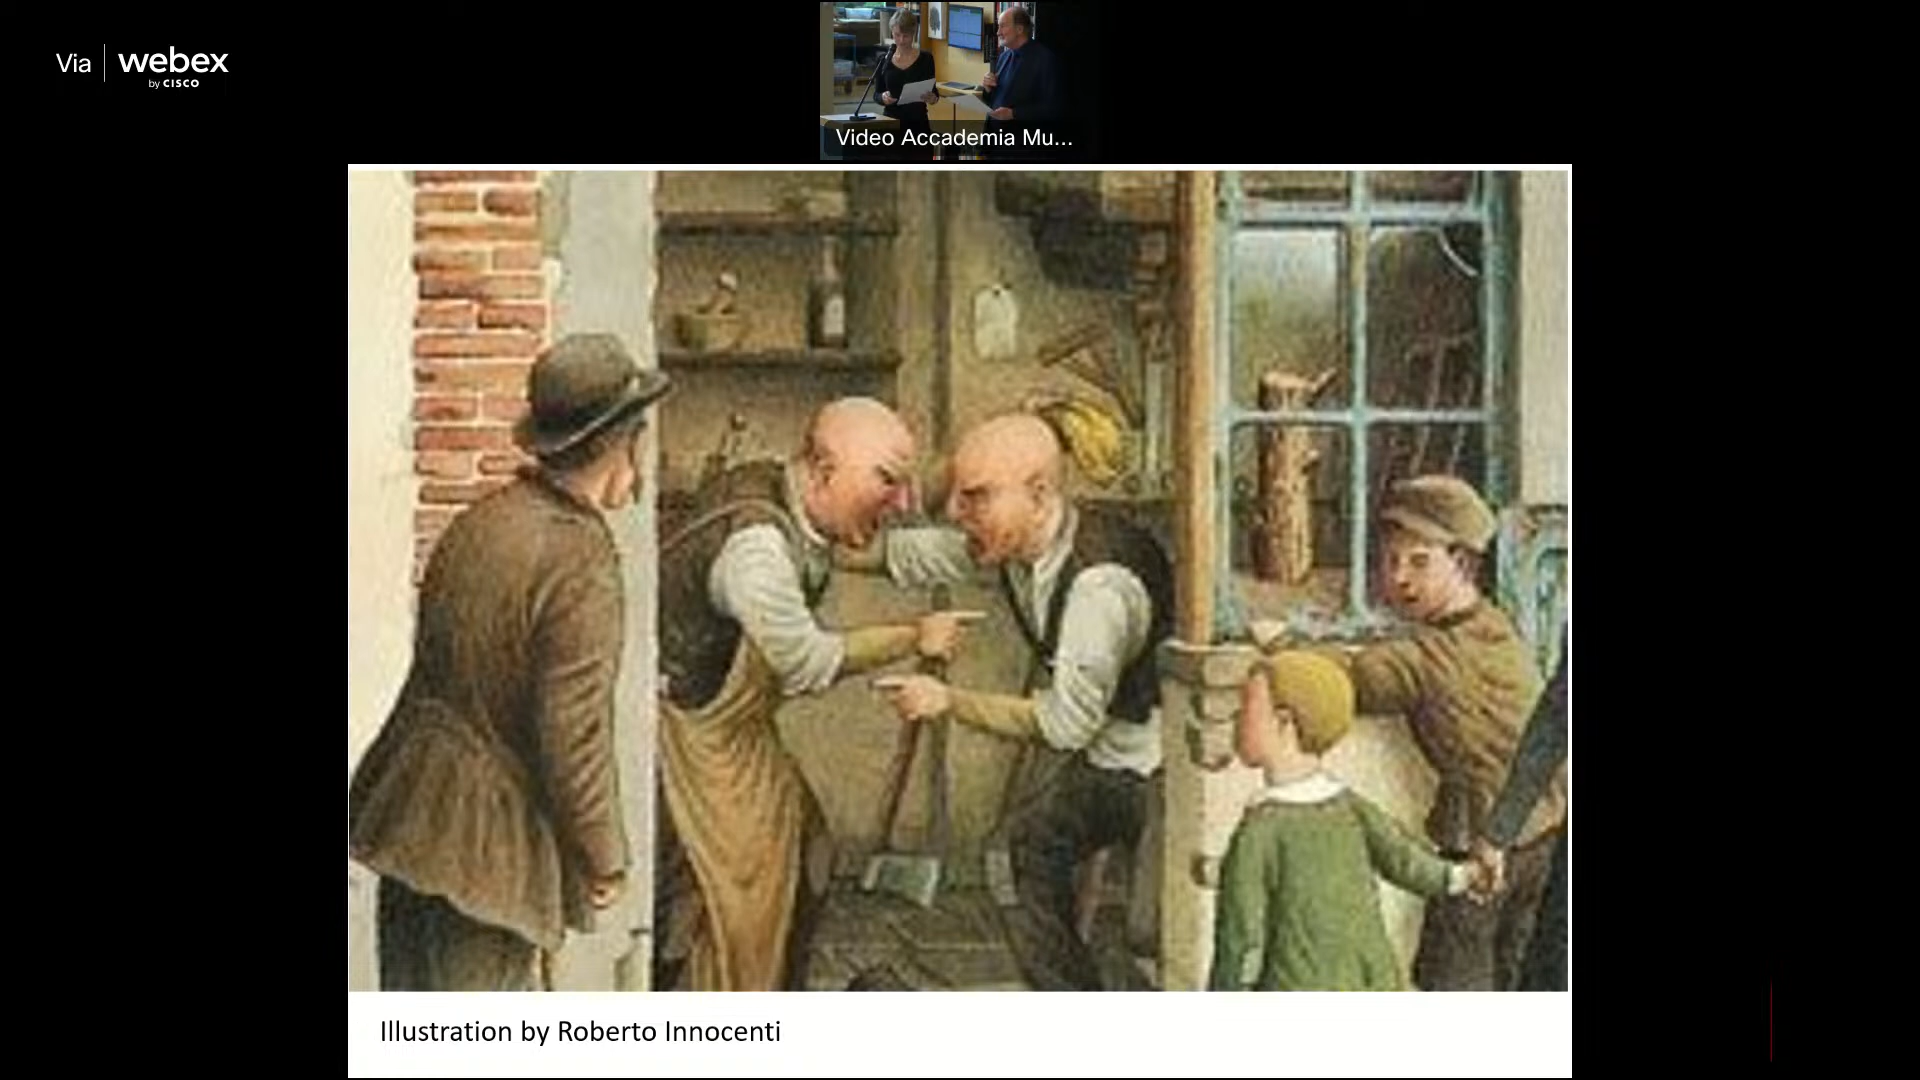 Via
webex
by CISCO
Video Accademia Mu...
Illustration by Roberto Innocenti